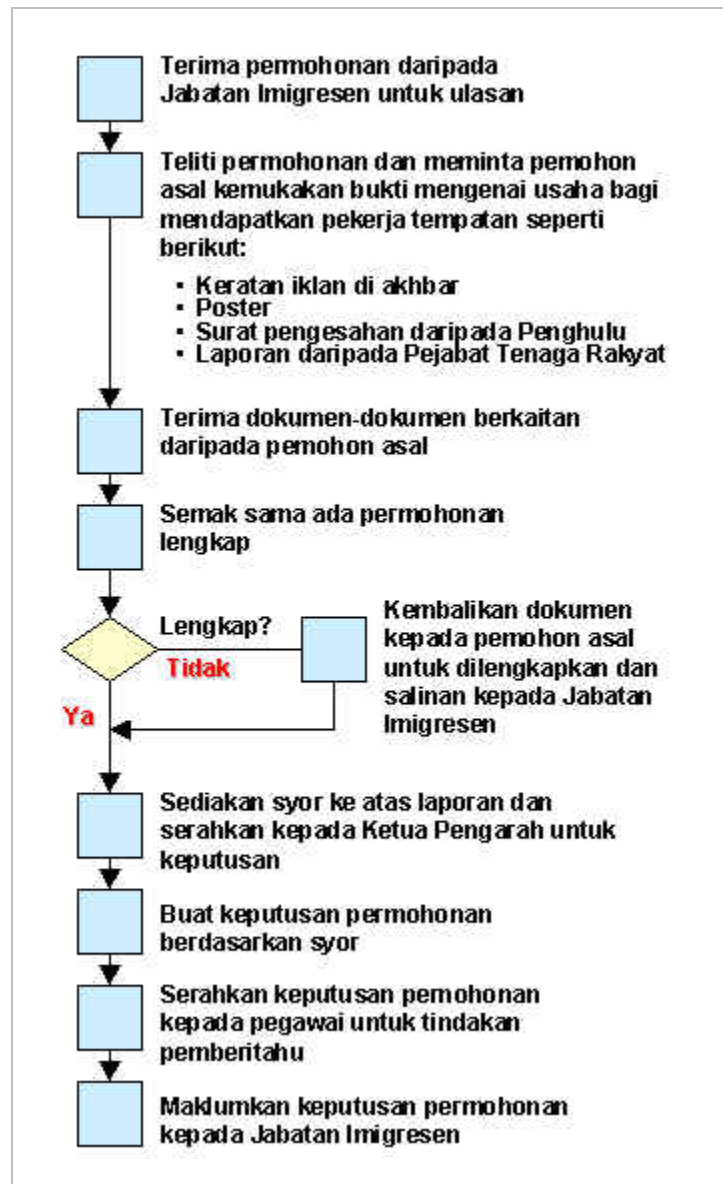 Terima permohonan daripada
Jabatan Imigresen untuk ulasan
Teliti permohonan dan meminta pemohon
asal kemukakan bukti mengenai usaha bagi
mendapatkan pekerja tempatan seperti
berikut:
▪ Keratan iklan di akhbar
▪ Poster
▪ Surat pengesahan daripada Penghulu
▪ Laporan daripada Pejabat Tenaga Rakyat
Terima dokumen-dokumen berkaitan
daripada pemohon asal
Semak sama ada permohonan
lengkap
Lengkap?
Tidak
Kembalikan dokumen
kepada pemohon asal
untuk dilengkapkan dan
salinan kepada Jabatan
Imigresen
Ya
Sediakan syor ke atas laporan dan
serahkan kepada Ketua Pengarah untuk
keputusan
Buat keputusan permohonan
berdasarkan syor
Serahkan keputusan permohonan
kepada pegawai untuk tindakan
pemberitahu
Maklumkan keputusan permohonan
kepada Jabatan Imigresen